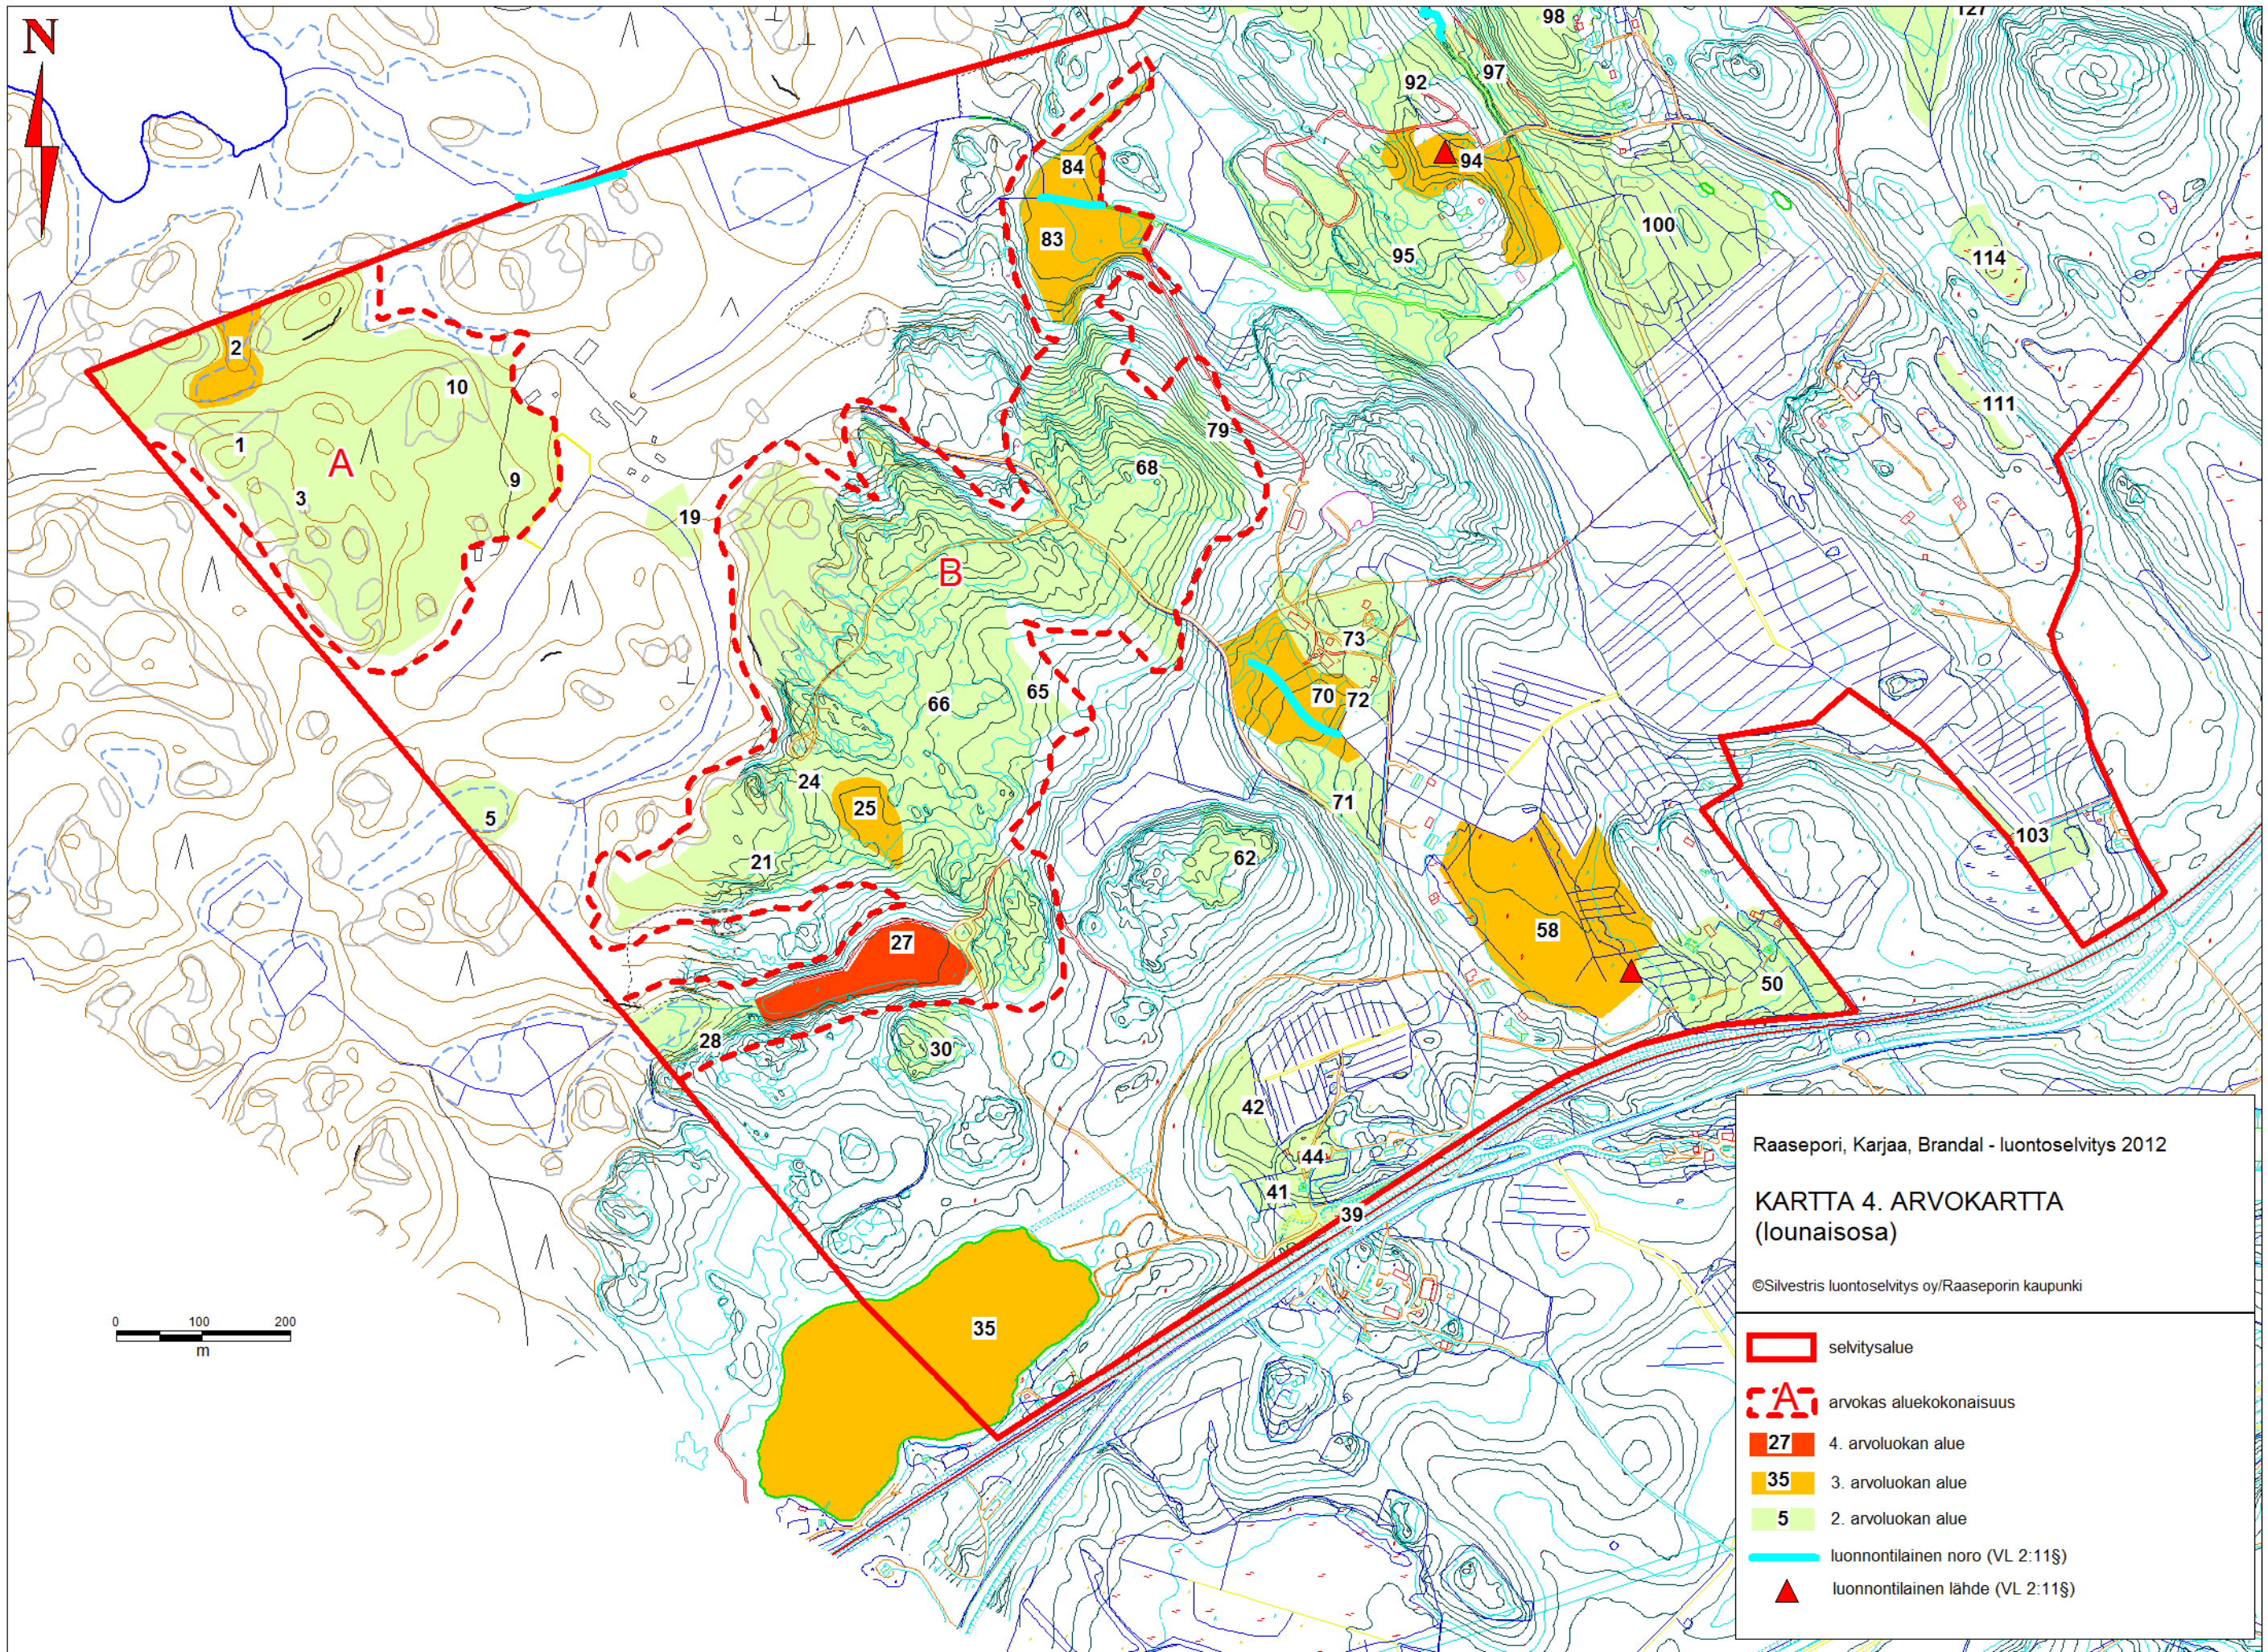 N
98
127
97
92
94
84
83
100
95
114
2
10
111
1
A
79
3
68
9
19
B
73
70
72
65
66
24
25
5
71
21
62
103
27
58
50
28
30
42
44
41
39
35
0 100 200
m
Raasepori, Karjaa, Brandal - luontoselvitys 2012
KARTTA 4. ARVOKARTTA
(lounaisosa)
©Silvestris luontoselvitys oy/Raaseporin kaupunki
selvitysalue
A arvokas aluekokonaisuus
27 4. arvoluokan alue
35 3. arvoluokan alue
5 2. arvoluokan alue
luonnontilainen noro (VL 2:11§)
luonnontilainen lähde (VL 2:11§)